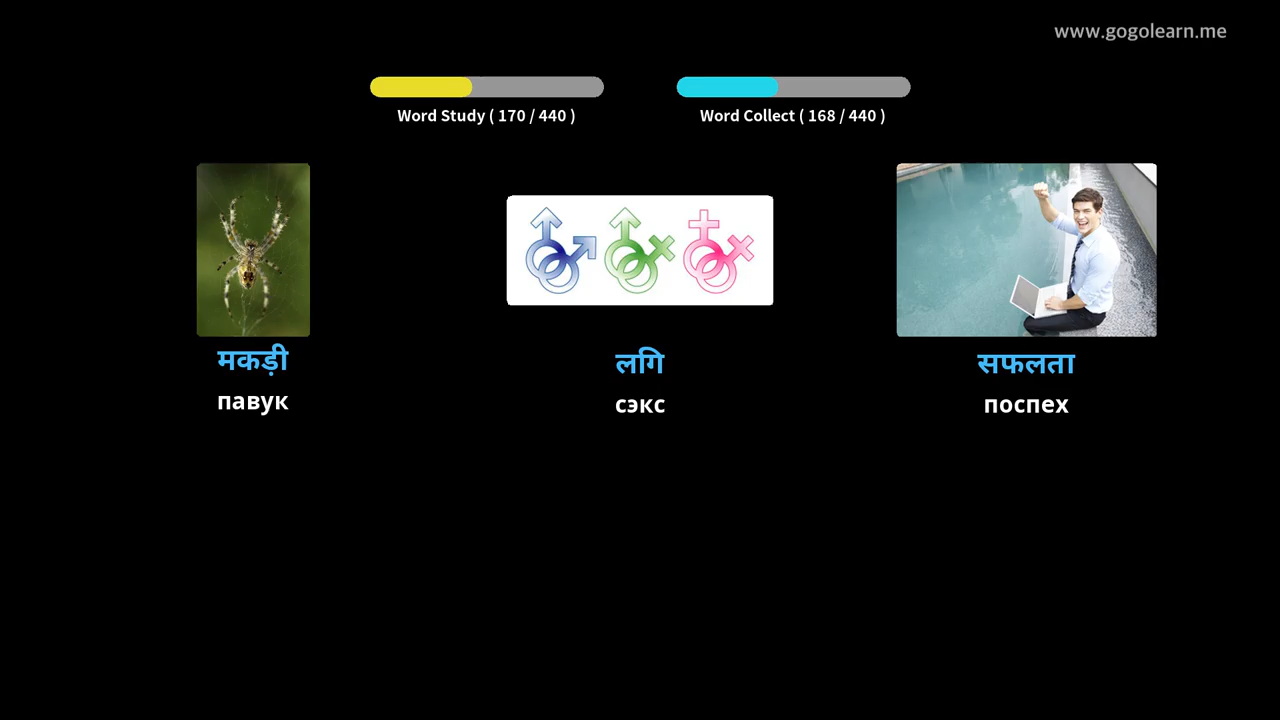 www.gogolearn.me
Word Study ( 170 / 440 )
Word Collect ( 168 / 440 )
मकड़ी
लगि
सफलता
павук
сэкс
поспех